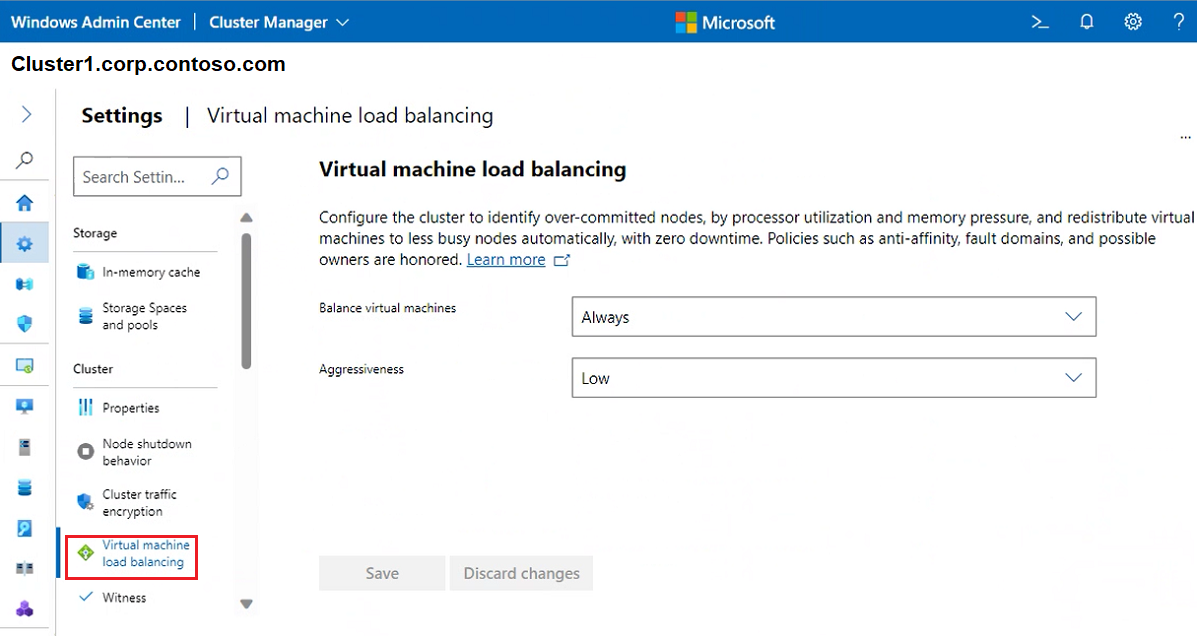 Windows Admin Center | Cluster Manager
Microsoft
>_
?
Cluster1.corp.contoso.com
Settings | Virtual machine load balancing
...
Search Settin...
Storage
In-memory cache
Storage Spaces
and pools
Cluster
Properties
Node shutdown
behavior
Cluster traffic
encryption
Virtual machine
load balancing
Witness
Virtual machine load balancing
Configure the cluster to identify over-committed nodes, by processor utilization and memory pressure, and redistribute virtual
machines to less busy nodes automatically, with zero downtime. Policies such as anti-affinity, fault domains, and possible
owners are honored. Learn more
Balance virtual machines
Always
Aggressiveness
Low
Save
Discard changes